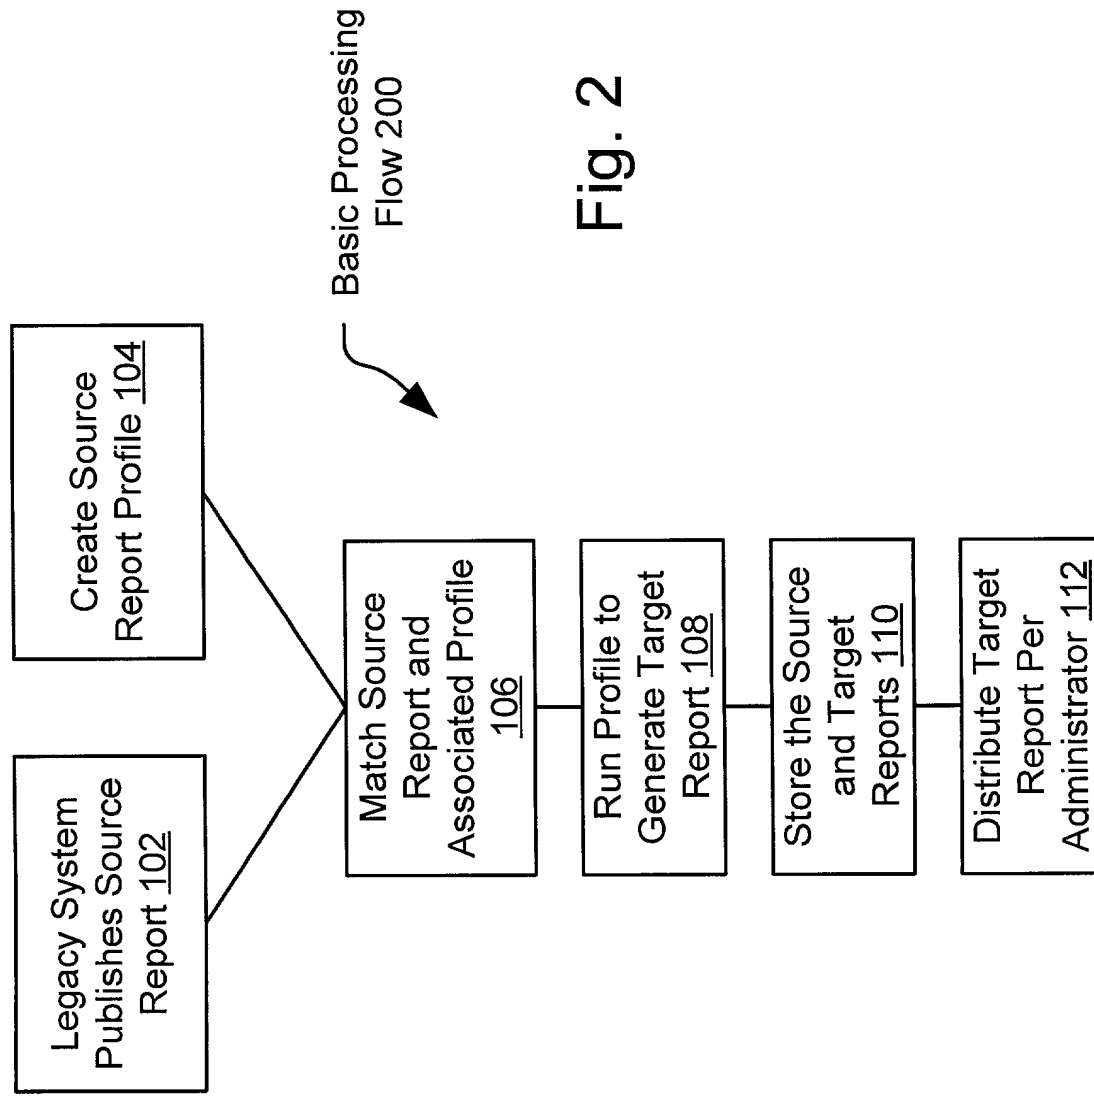 Legacy System
Publishes Source
Report 102
Create Source
Report Profile 104
Match Source
Report and
Associated Profile
106
Run Profile to
Generate Target
Report 108
Store the Source
and Target
Reports 110
Distribute Target
Report Per
Administrator 112
Basic Processing
Flow 200
Fig. 2